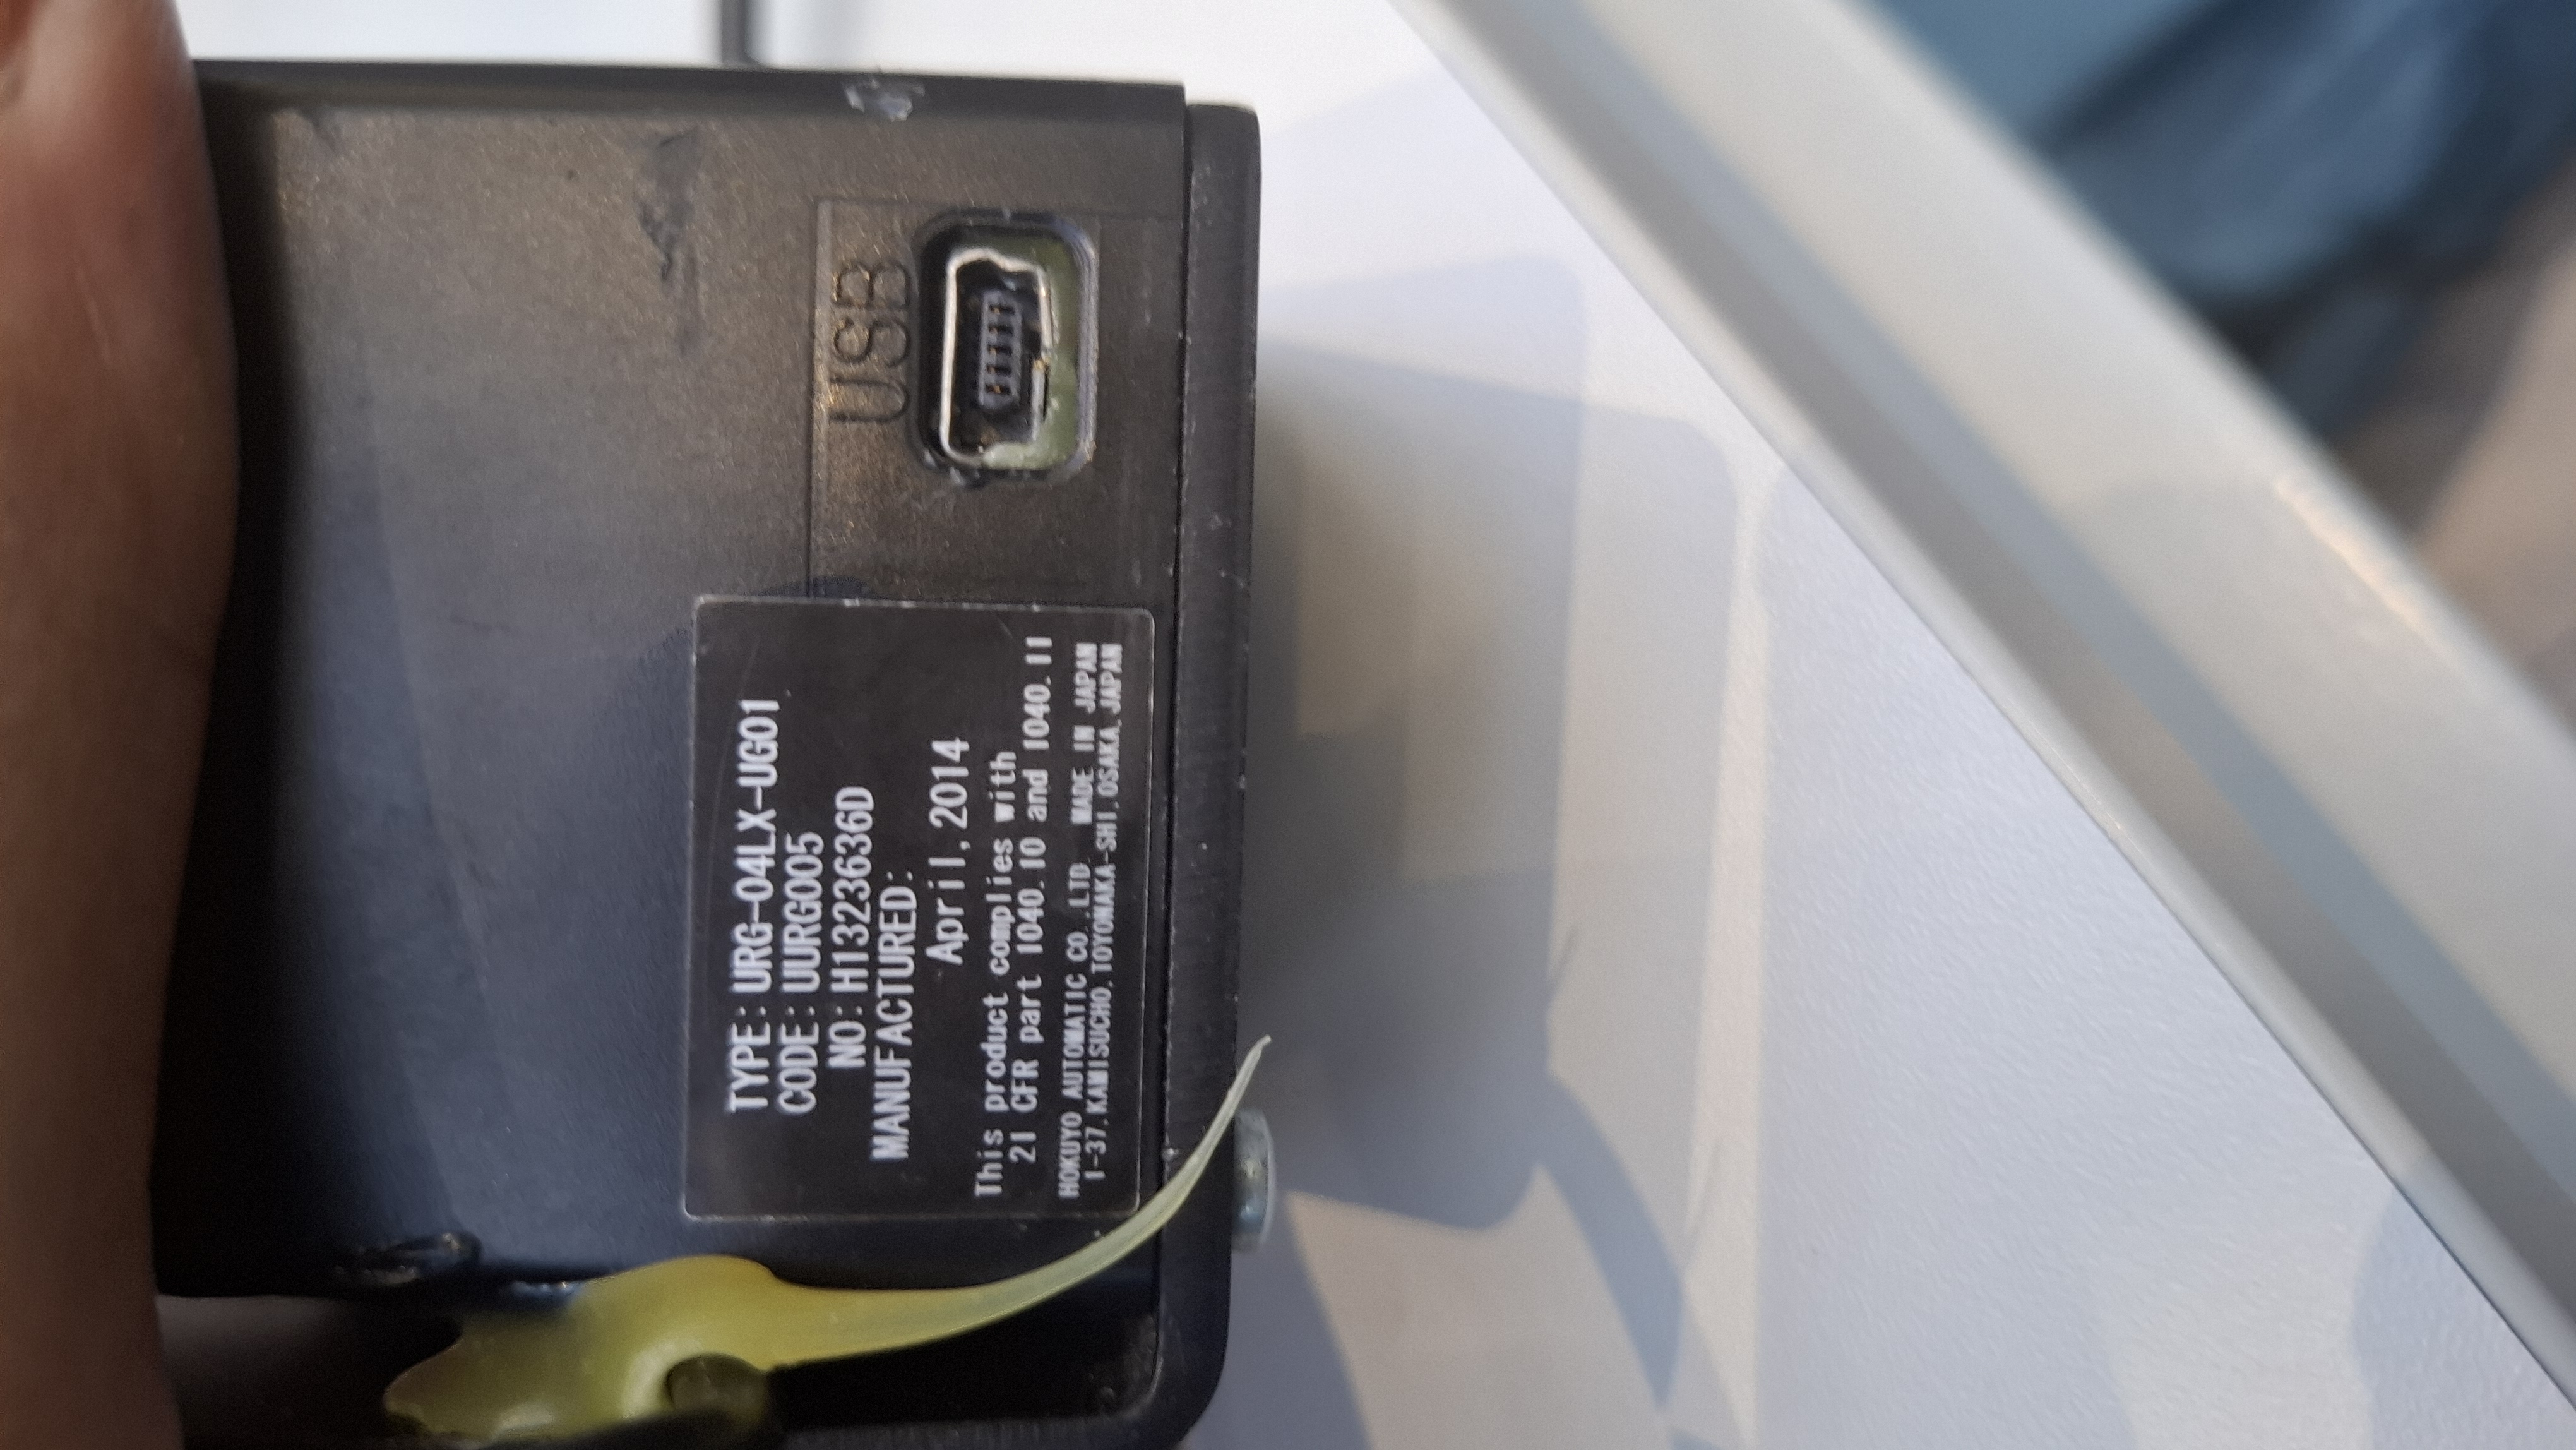 TYPE: URG-04LX-UG01
CODE: UURG005
NO: H1323636D
MANUFACTURED:
April, 2014
This product complies with
21 CFR part 1040.10 and 1040.11
HOKUYO AUTOMATIC CO.,LTD. MADE IN JAPAN
1-37, KAMISUCHO, TOYONAKA-SHI, OSAKA, JAPAN
USB